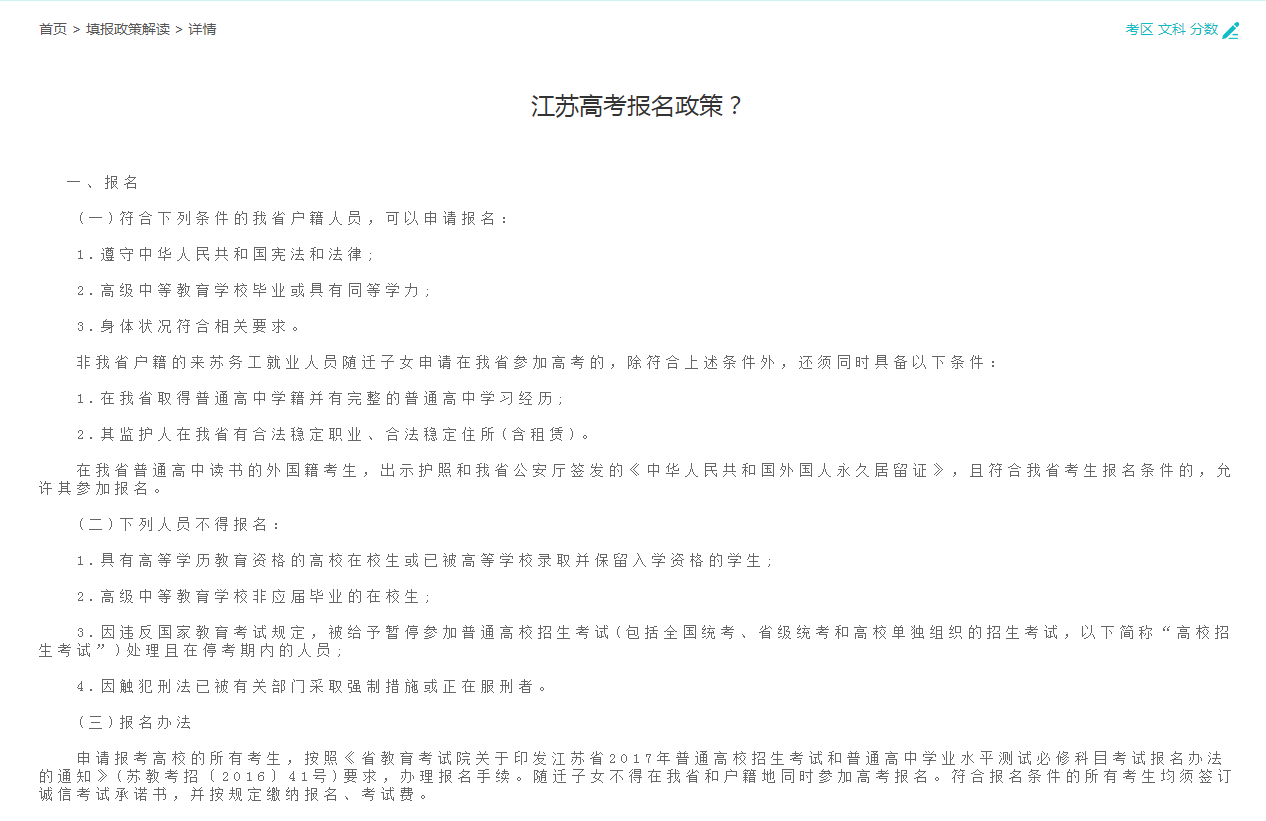 首页 > 填报政策解读 > 详情
考区 文科 分数
江苏高考报名政策？
一、报名
(一)符合下列条件的我省户籍人员，可以申请报名：
1.遵守中华人民共和国宪法和法律;
2.高级中等教育学校毕业或具有同等学力;
3.身体状况符合相关要求。
非我省户籍的来苏务工就业人员随迁子女申请在我省参加高考的，除符合上述条件外，还须同时具备以下条件：
1.在我省取得普通高中学籍并有完整的普通高中学习经历;
2.其监护人在我省有合法稳定职业、合法稳定住所(含租赁)。
在我省普通高中读书的外国籍考生，出示护照和我省公安厅签发的《中华人民共和国外国人永久居留证》，且符合我省考生报名条件的，允
许其参加报名。
(二)下列人员不得报名：
1.具有高等学历教育资格的高校在校生或已被高等学校录取并保留入学资格的学生;
2.高级中等教育学校非应届毕业的在校生;
3.因违反国家教育考试规定，被给予暂停参加普通高校招生考试(包括全国统考、省级统考和高校单独组织的招生考试，以下简称“高校招
生考试”)处理且在停考期内的人员;
4.因触犯刑法已被有关部门采取强制措施或正在服刑者。
(三)报名办法
申请报考高校的所有考生，按照《省教育考试院关于印发江苏省2017年普通高校招生考试和普通高中学业水平测试必修科目考试报名办法
的通知》(苏教考招〔2016〕41号)要求，办理报名手续。随迁子女不得在我省和户籍地同时参加高考报名。符合报名条件的所有考生均须签订
诚信考试承诺书，并按规定缴纳报名、考试费。